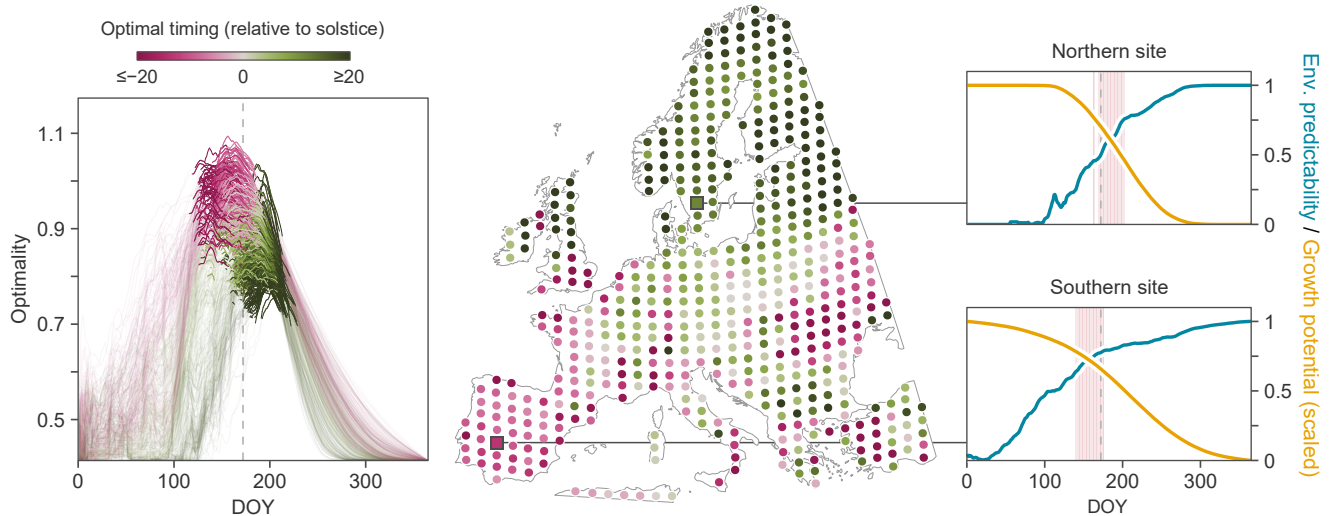 Optimal timing (relative to solstice)
≤−20 0 ≥20
Optimality
1.1
0.9
0.7
0.5
0 100 200 300
DOY
Northern site
1
0.5
0
Southern site
1
0.5
0
0 100 200 300
DOY
Env. predictability / Growth potential (scaled)